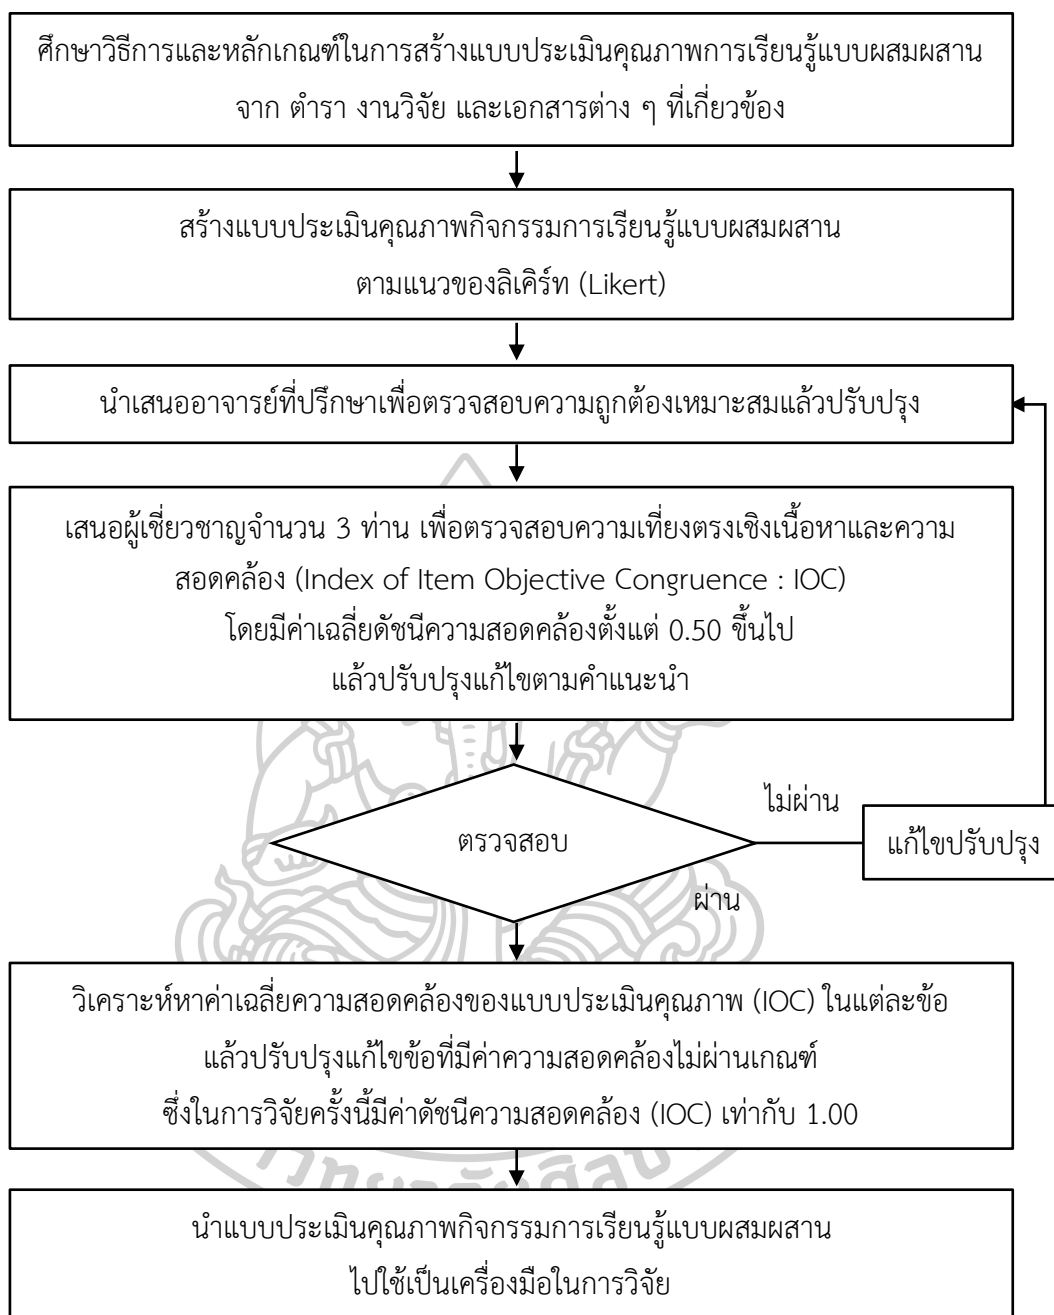 ศึกษาวิธีการและหลักเกณฑ์ในการสร้างแบบประเมินคุณภาพการเรียนรู้แบบผสมผสาน
จาก ตำรา งานวิจัย และเอกสารต่าง ๆ ที่เกี่ยวข้อง
สร้างแบบประเมินคุณภาพกิจกรรมการเรียนรู้แบบผสมผสาน
ตามแนวของลิเคิร์ท (Likert)
นำเสนออาจารย์ที่ปรึกษาเพื่อตรวจสอบความถูกต้องเหมาะสมแล้วปรับปรุง
เสนอผู้เชี่ยวชาญจำนวน 3 ท่าน เพื่อตรวจสอบความเที่ยงตรงเชิงเนื้อหาและความ
สอดคล้อง (Index of Item Objective Congruence : IOC)
โดยมีค่าเฉลี่ยดัชนีความสอดคล้องตั้งแต่ 0.50 ขึ้นไป
แล้วปรับปรุงแก้ไขตามคำแนะนำ
ไม่ผ่าน
ตรวจสอบ
แก้ไขปรับปรุง
ผ่าน
วิเคราะห์หาค่าเฉลี่ยความสอดคล้องของแบบประเมินคุณภาพ (IOC) ในแต่ละข้อ
แล้วปรับปรุงแก้ไขข้อที่มีค่าความสอดคล้องไม่ผ่านเกณฑ์
ซึ่งในการวิจัยครั้งนี้มีค่าดัชนีความสอดคล้อง (IOC) เท่ากับ 1.00
นำแบบประเมินคุณภาพกิจกรรมการเรียนรู้แบบผสมผสาน
ไปใช้เป็นเครื่องมือในการวิจัย